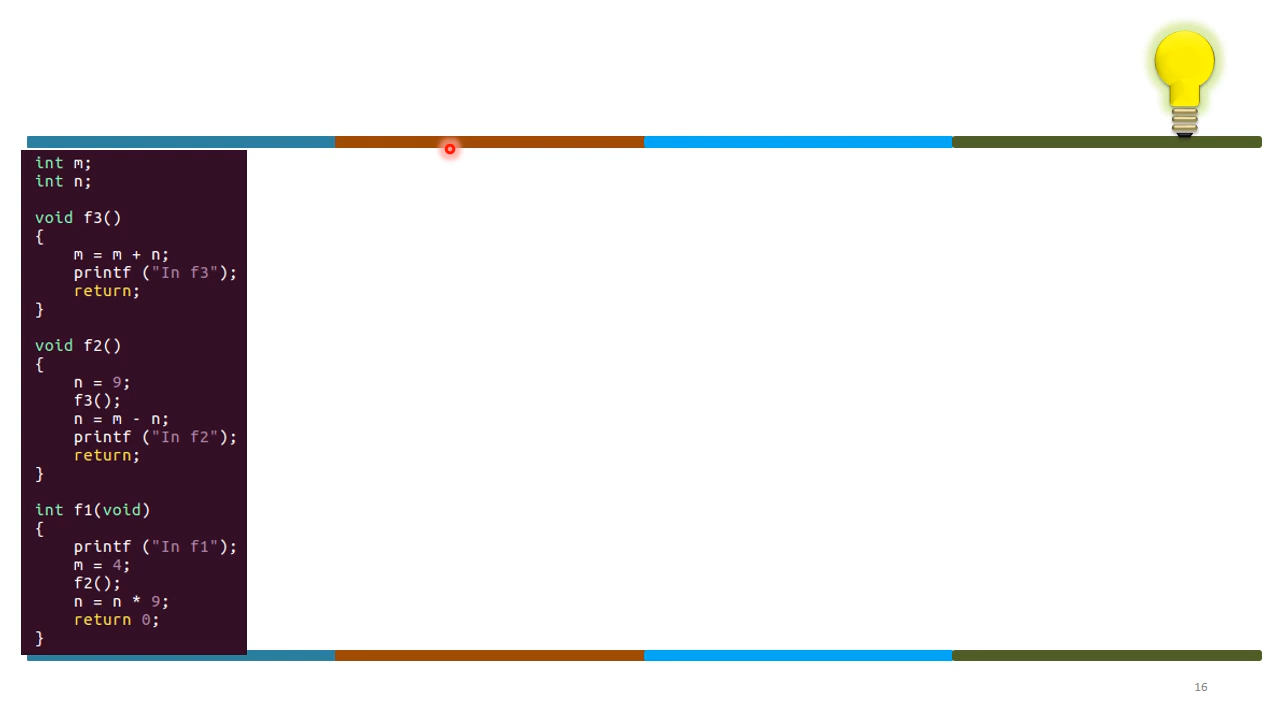 int m;
int n;
void f3()
{
    m = m + n;
    printf ("In f3");
    return;
}
void f2()
{
    n = 9;
    f3();
    n = m - n;
    printf ("In f2");
    return;
}
int f1(void)
{
    printf ("In f1");
    m = 4;
    f2();
    n = n * 9;
    return 0;
}
16